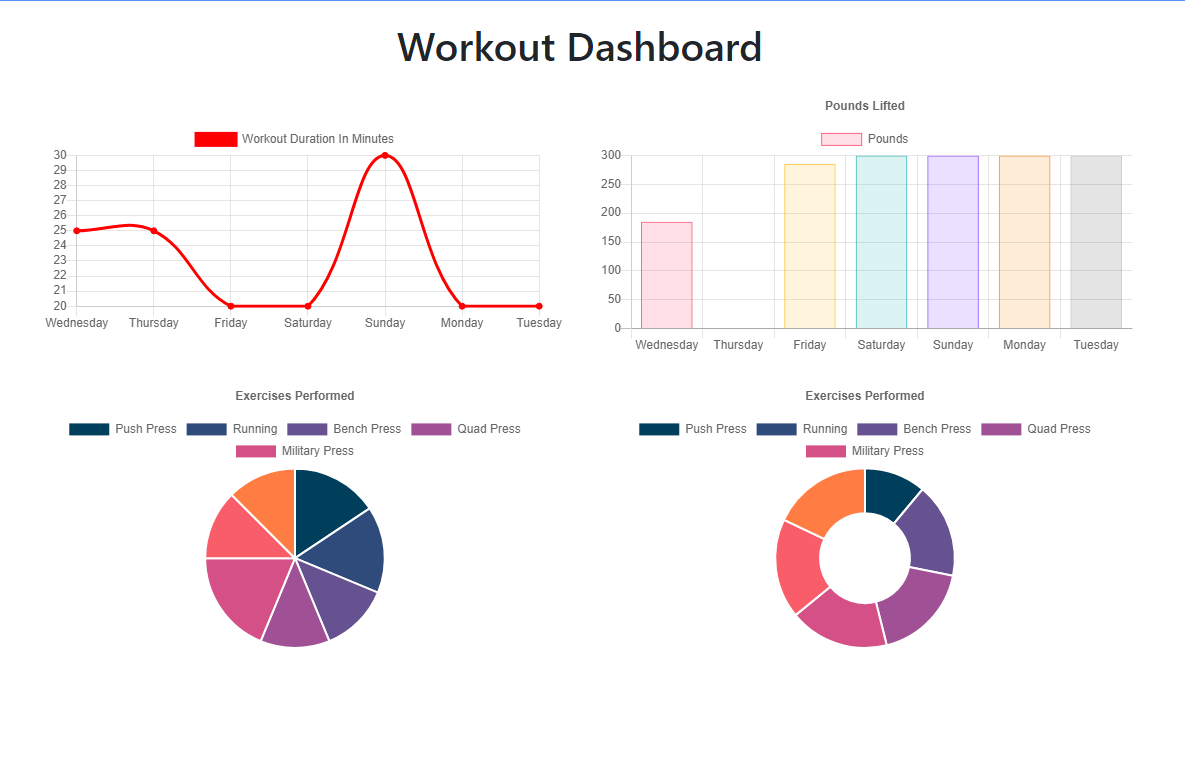 Workout Dashboard
Workout Duration In Minutes
30
29
28
27
26
25
24
23
22
21
20
Wednesday Thursday Friday Saturday Sunday Monday Tuesday
Pounds Lifted
Pounds
300
250
200
150
100
50
0
Wednesday Thursday Friday Saturday Sunday Monday Tuesday
Exercises Performed
Push Press Running Bench Press Quad Press
Military Press
Exercises Performed
Push Press Running Bench Press Quad Press
Military Press